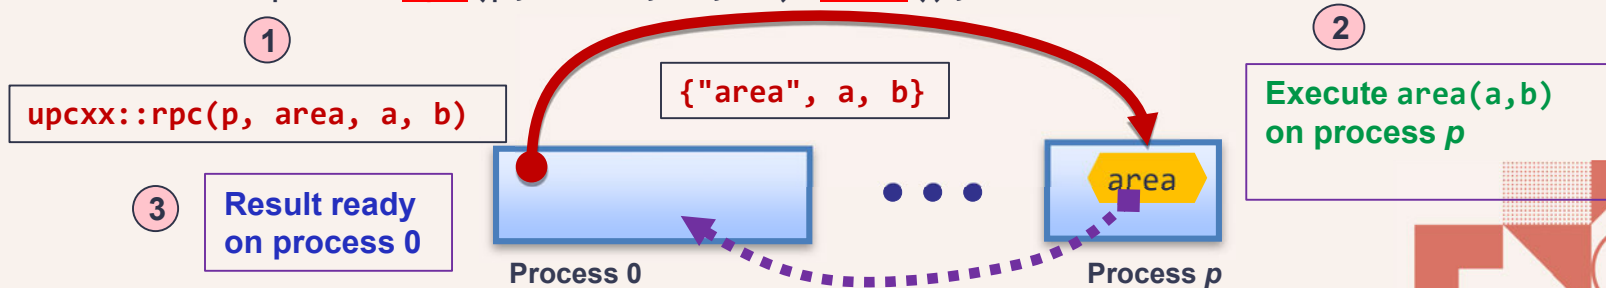 1
2
upcxx::rpc(p, area, a, b)
{"area", a, b}
Execute area(a,b)
on process p
area
3
Result ready
on process 0
Process 0
Process p